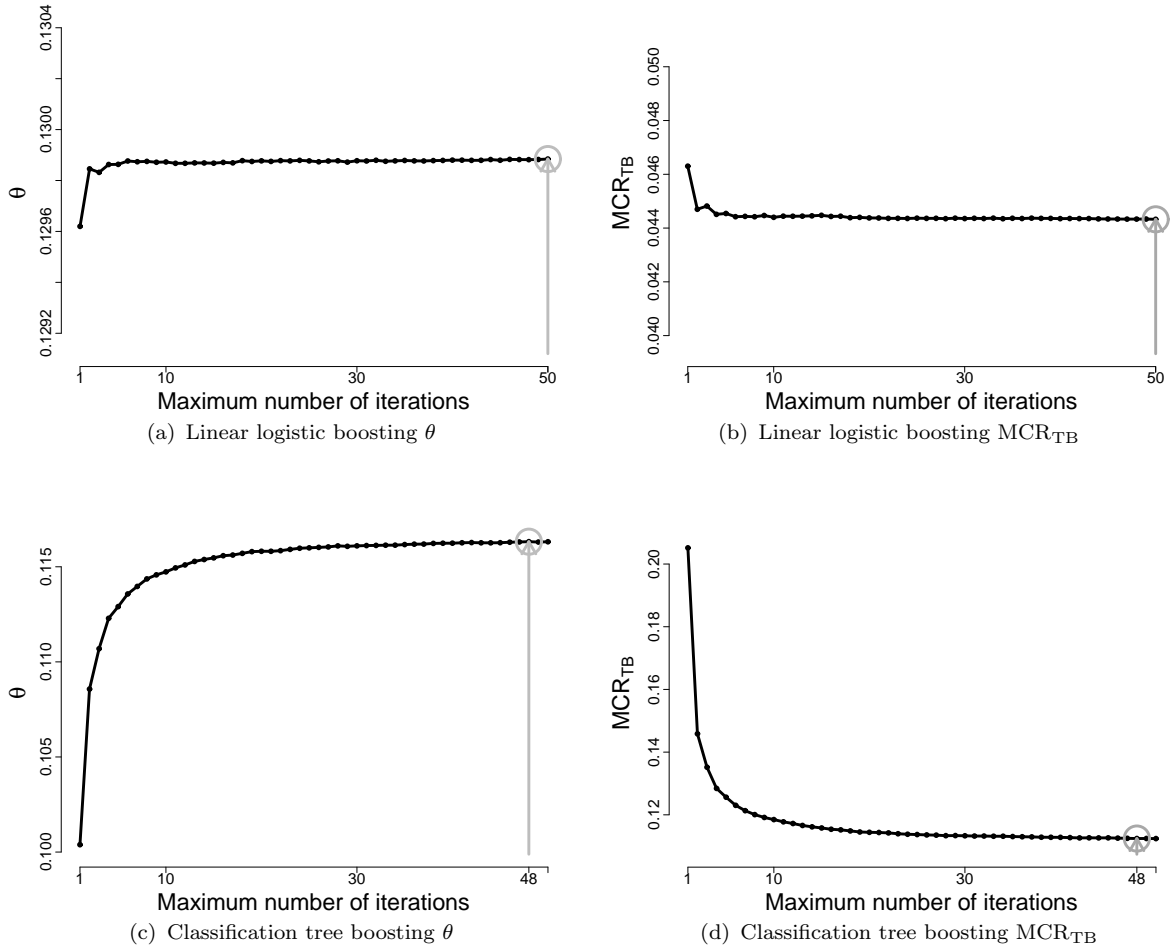 0.1304
0.1300
0.1296
0.1292
θ
1 10 30 50
Maximum number of iterations
(a) Linear logistic boosting θ
0.050
0.048
0.046
0.044
0.042
0.040
MCR_TB
1 10 30 50
Maximum number of iterations
(b) Linear logistic boosting MCR_TB
0.115
0.110
0.105
0.100
θ
1 10 30 48
Maximum number of iterations
(c) Classification tree boosting θ
0.20
0.18
0.16
0.14
0.12
MCR_TB
1 10 30 48
Maximum number of iterations
(d) Classification tree boosting MCR_TB